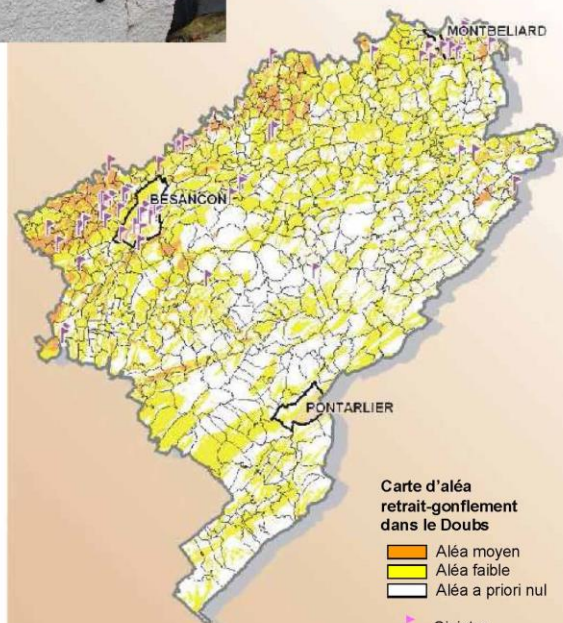 MONTBELIARD
BESANCON
PONTARLIER
Carte d'aléa
retrait-gonflement
dans le Doubs
Aléa moyen
Aléa faible
Aléa a priori nul